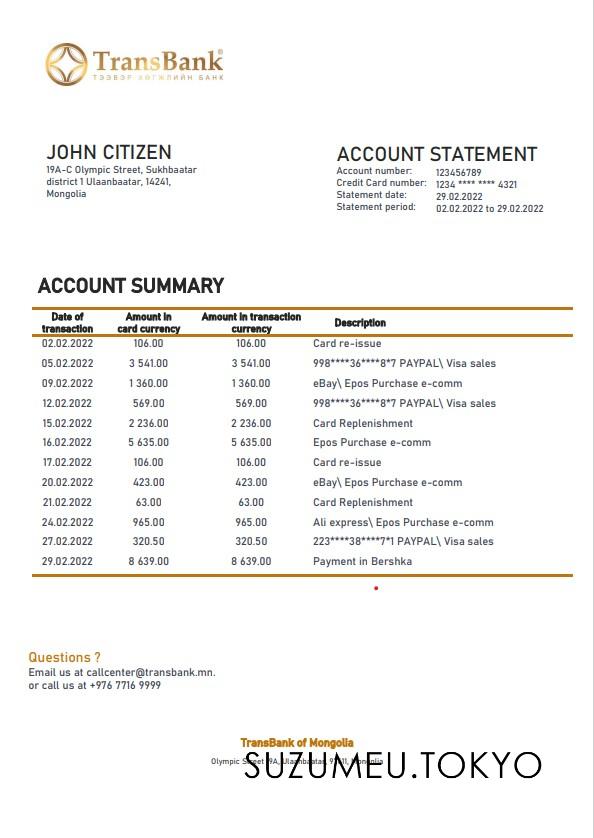 TransBank®
ТЭЭВЭР ХӨГЖЛИЙН БАНК
JOHN CITIZEN
19A-C Olympic Street, Sukhbaatar
district 1 Ulaanbaatar, 14241,
Mongolia
ACCOUNT STATEMENT
Account number: 123456789
Credit Card number: 1234 **** **** 4321
Statement date: 29.02.2022
Statement period: 02.02.2022 to 29.02.2022
ACCOUNT SUMMARY
Date of transaction Amount in card currency Amount in transaction currency Description
02.02.2022 106.00 106.00 Card re-issue
05.02.2022 3 541.00 3 541.00 998****36****8*7 PAYPAL\ Visa sales
09.02.2022 1 360.00 1 360.00 eBay\ Epos Purchase e-comm
12.02.2022 569.00 569.00 998****36****8*7 PAYPAL\ Visa sales
15.02.2022 2 236.00 2 236.00 Card Replenishment
16.02.2022 5 635.00 5 635.00 Epos Purchase e-comm
17.02.2022 106.00 106.00 Card re-issue
20.02.2022 423.00 423.00 eBay\ Epos Purchase e-comm
21.02.2022 63.00 63.00 Card Replenishment
24.02.2022 965.00 965.00 Ali express\ Epos Purchase e-comm
27.02.2022 320.50 320.50 223****38****7*1 PAYPAL\ Visa sales
29.02.2022 8 639.00 8 639.00 Payment in Bershka
Questions ?
Email us at callcenter@transbank.mn.
or call us at +976 7716 9999
TransBank of Mongolia
Olympic Street 19A, Ulaanbaatar, Mongolia
SUZUMEU.TOKYO